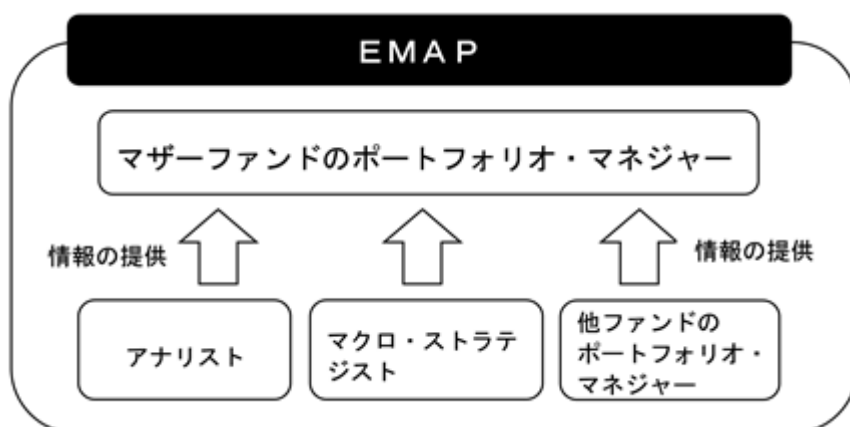 EMAP
マザーファンドのポートフォリオ・マネジャー
情報の提供
情報の提供
アナリスト
マクロ・ストラテ
ジスト
他ファンドの
ポートフォリオ・
マネジャー